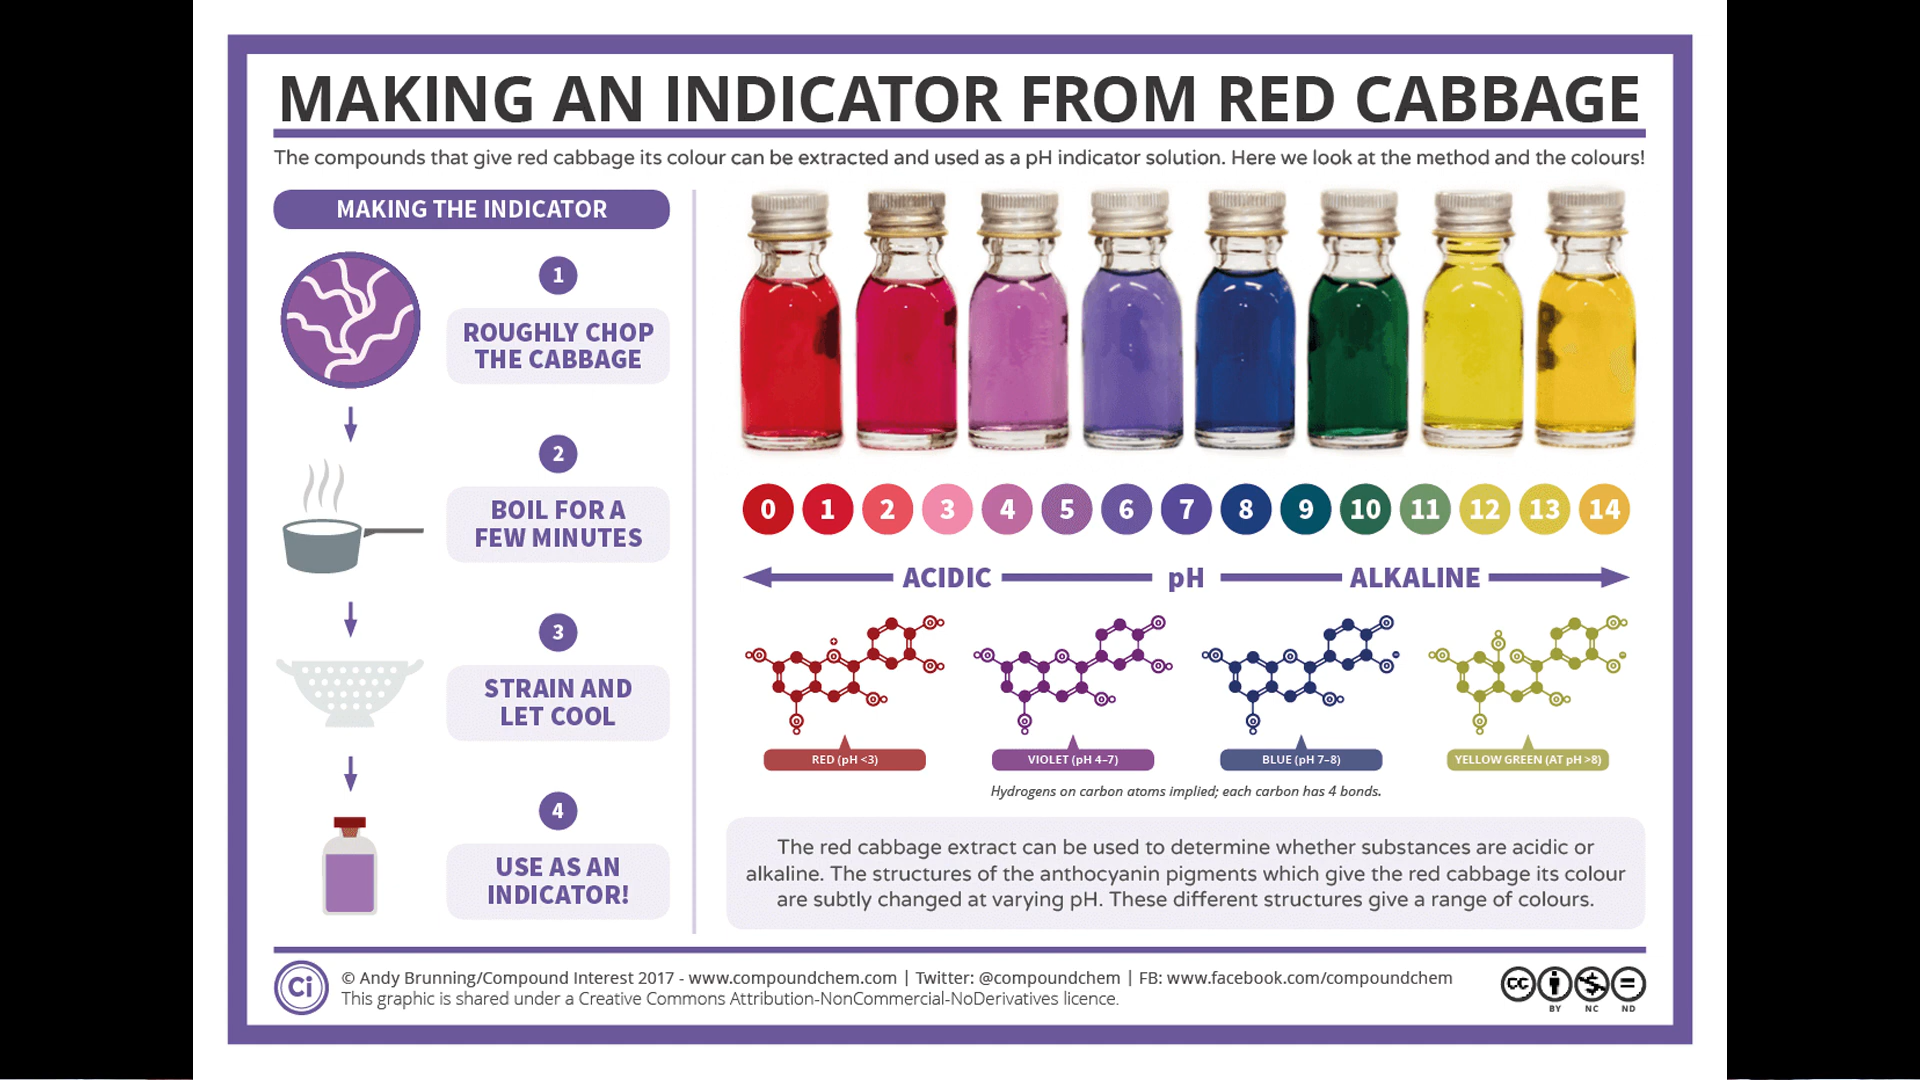 MAKING AN INDICATOR FROM RED CABBAGE
The compounds that give red cabbage its colour can be extracted and used as a pH indicator solution. Here we look at the method and the colours!
MAKING THE INDICATOR
1
ROUGHLY CHOP
THE CABBAGE
2
BOIL FOR A
FEW MINUTES
3
STRAIN AND
LET COOL
4
USE AS AN
INDICATOR!
0 1 2 3 4 5 6 7 8 9 10 11 12 13 14
ACIDIC pH ALKALINE
RED (pH <3) VIOLET (pH 4–7) BLUE (pH 7–8) YELLOW GREEN (AT pH >8)
Hydrogens on carbon atoms implied; each carbon has 4 bonds.
The red cabbage extract can be used to determine whether substances are acidic or
alkaline. The structures of the anthocyanin pigments which give the red cabbage its colour
are subtly changed at varying pH. These different structures give a range of colours.
Ci
© Andy Brunning/Compound Interest 2017 - www.compoundchem.com | Twitter: @compoundchem | FB: www.facebook.com/compoundchem
This graphic is shared under a Creative Commons Attribution-NonCommercial-NoDerivatives licence.
CC
BY NC ND